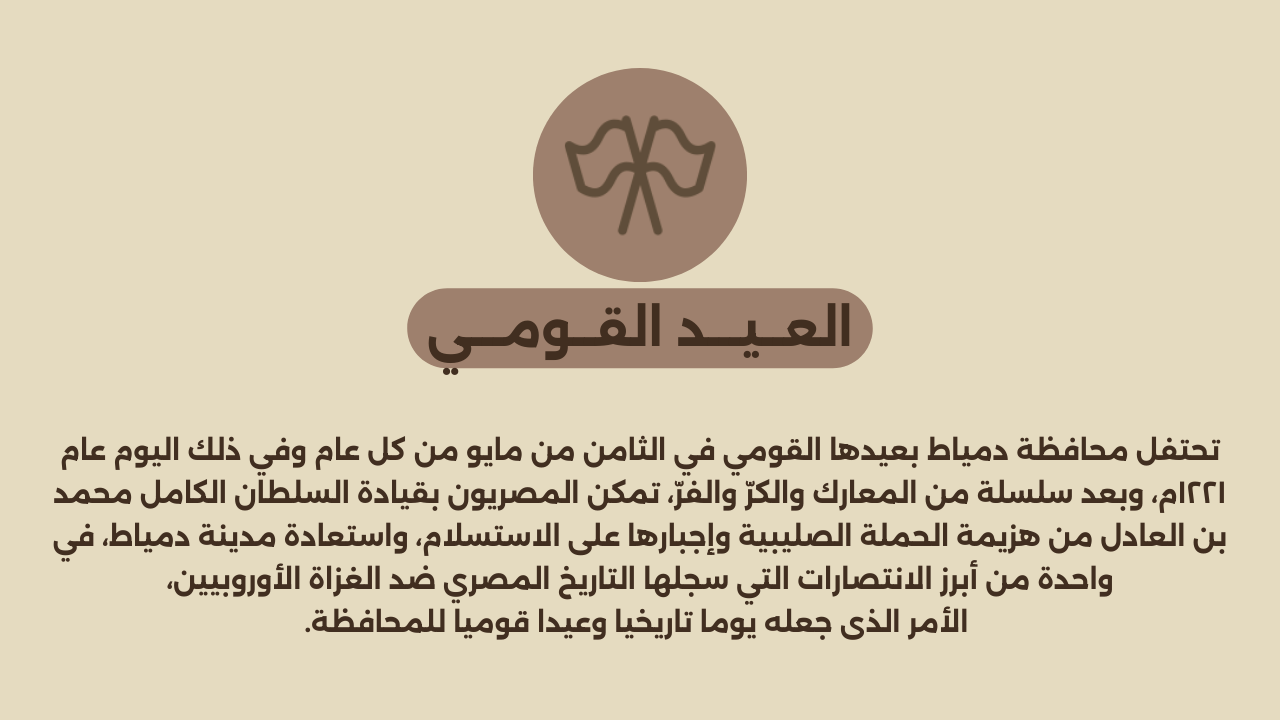 العيـد القـومـي
تحتفل محافظة دمياط بعيدها القومي في الثامن من مايو من كل عام وفي ذلك اليوم عام
١٢٢١م، وبعد سلسلة من المعارك والكرّ والفرّ، تمكن المصريون بقيادة السلطان الكامل محمد
بن العادل من هزيمة الحملة الصليبية وإجبارها على الاستسلام، واستعادة مدينة دمياط، في
واحدة من أبرز الانتصارات التي سجلها التاريخ المصري ضد الغزاة الأوروبيين،
الأمر الذى جعله يوما تاريخيا وعيدا قوميا للمحافظة.